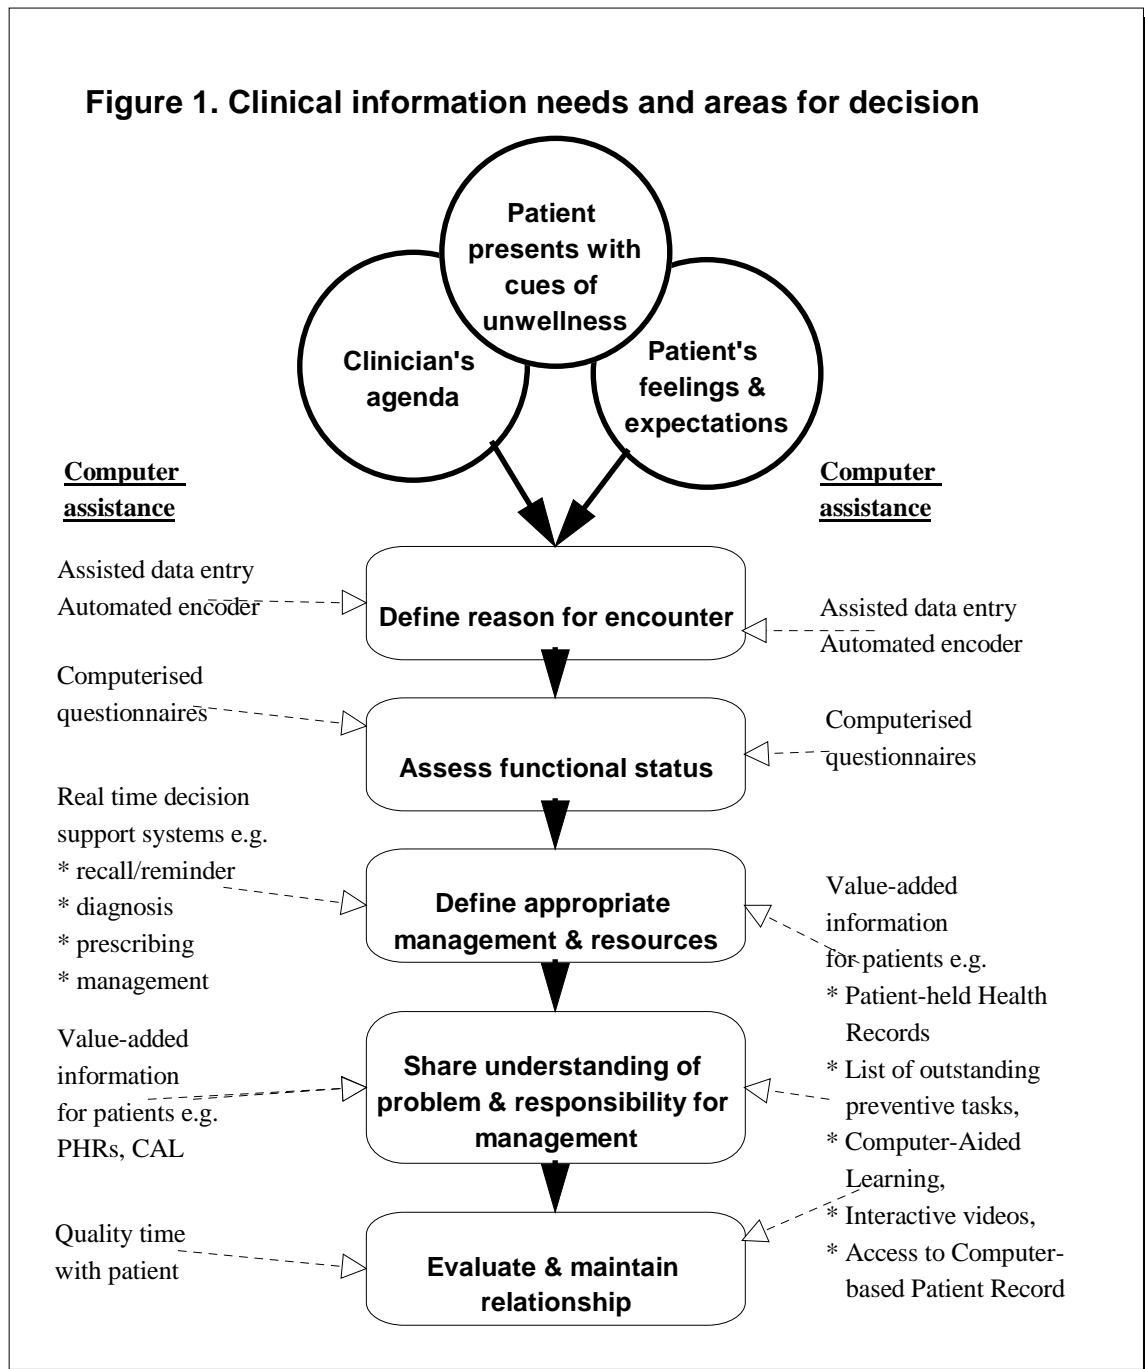 Figure 1. Clinical information needs and areas for decision
Patient
presents with
cues of
unwellness
Clinician's
agenda
Patient's
feelings &
expectations
Computer
assistance
Assisted data entry
Automated encoder
Computerised
questionnaires
Real time decision
support systems e.g.
* recall/reminder
* diagnosis
* prescribing
* management
Value-added
information
for patients e.g.
PHRs, CAL
Quality time
with patient
Define reason for encounter
Assess functional status
Define appropriate
management & resources
Share understanding of
problem & responsibility for
management
Evaluate & maintain
relationship
Computer
assistance
Assisted data entry
Automated encoder
Computerised
questionnaires
Value-added
information
for patients e.g.
* Patient-held Health
Records
* List of outstanding
preventive tasks,
* Computer-Aided
Learning,
* Interactive videos,
* Access to Computer-
based Patient Record